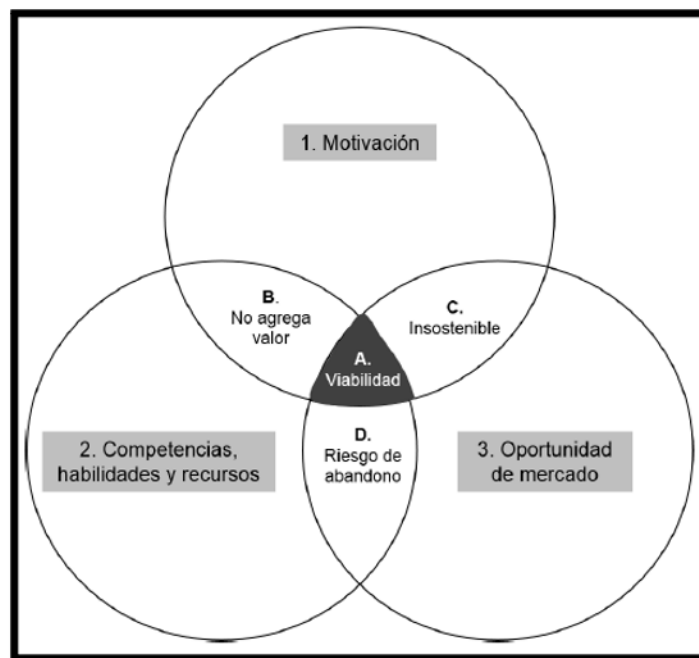 1. Motivación
B.
No agrega
valor
C.
Insostenible
A.
Viabilidad
2. Competencias,
habilidades y recursos
D.
Riesgo de
abandono
3. Oportunidad
de mercado